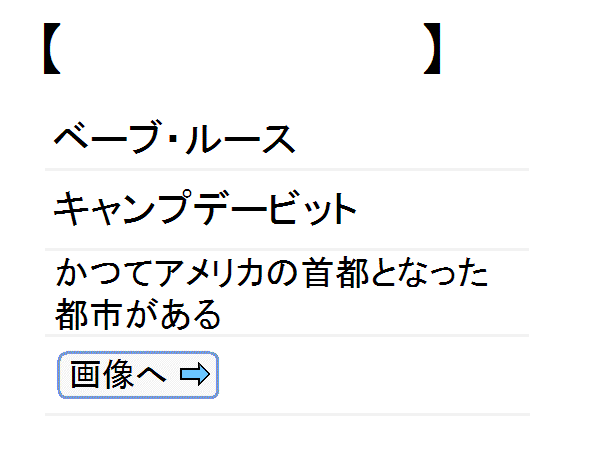 【 】
ベーブ・ルース
キャンプデービット
かつてアメリカの首都となった
都市がある
画像へ